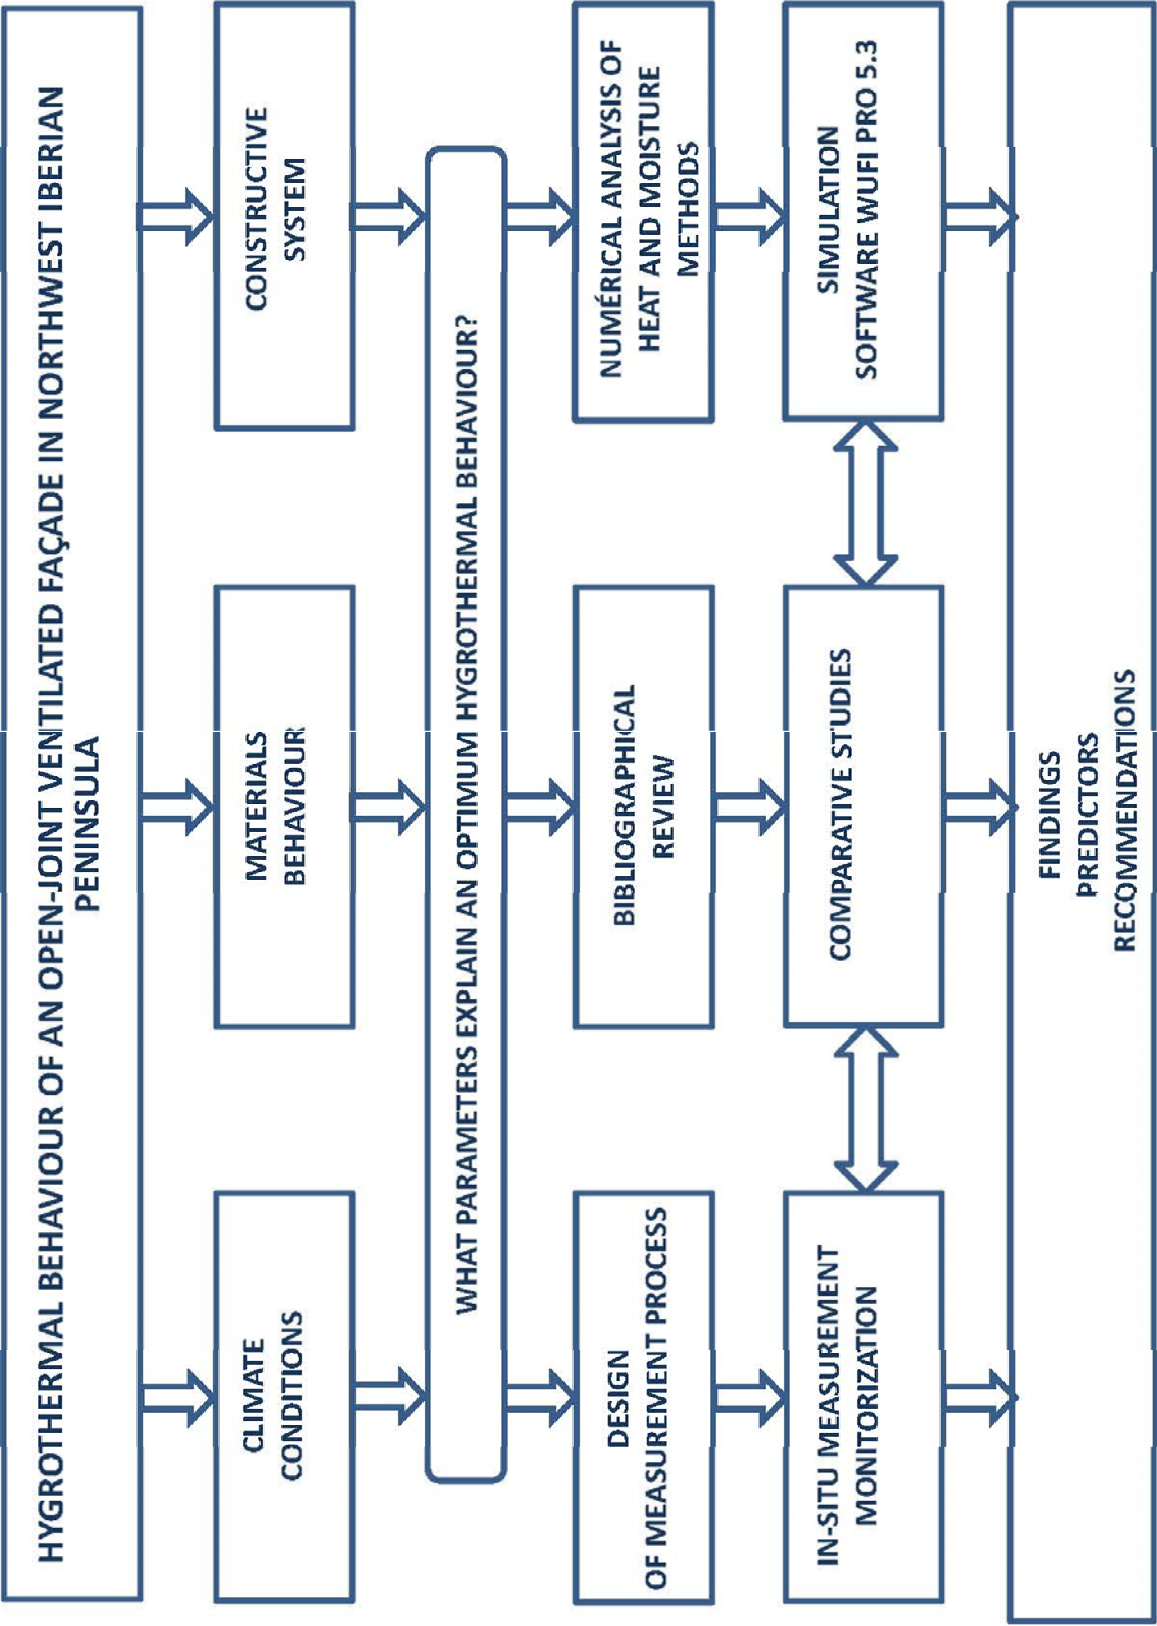 HYGROTHERMAL BEHAVIOUR OF AN OPEN-JOINT VENTILATED FAÇADE IN NORTHWEST IBERIAN
PENINSULA
CLIMATE
CONDITIONS
MATERIALS
BEHAVIOUR
CONSTRUCTIVE
SYSTEM
WHAT PARAMETERS EXPLAIN AN OPTIMUM HYGROTHERMAL BEHAVIOUR?
DESIGN
OF MEASUREMENT PROCESS
BIBLIOGRAPHICAL
REVIEW
NUMÉRICAL ANALYSIS OF
HEAT AND MOISTURE
METHODS
IN-SITU MEASUREMENT
MONITORIZATION
COMPARATIVE STUDIES
SIMULATION
SOFTWARE WUFI PRO 5.3
FINDINGS
PREDICTORS
RECOMMENDATIONS